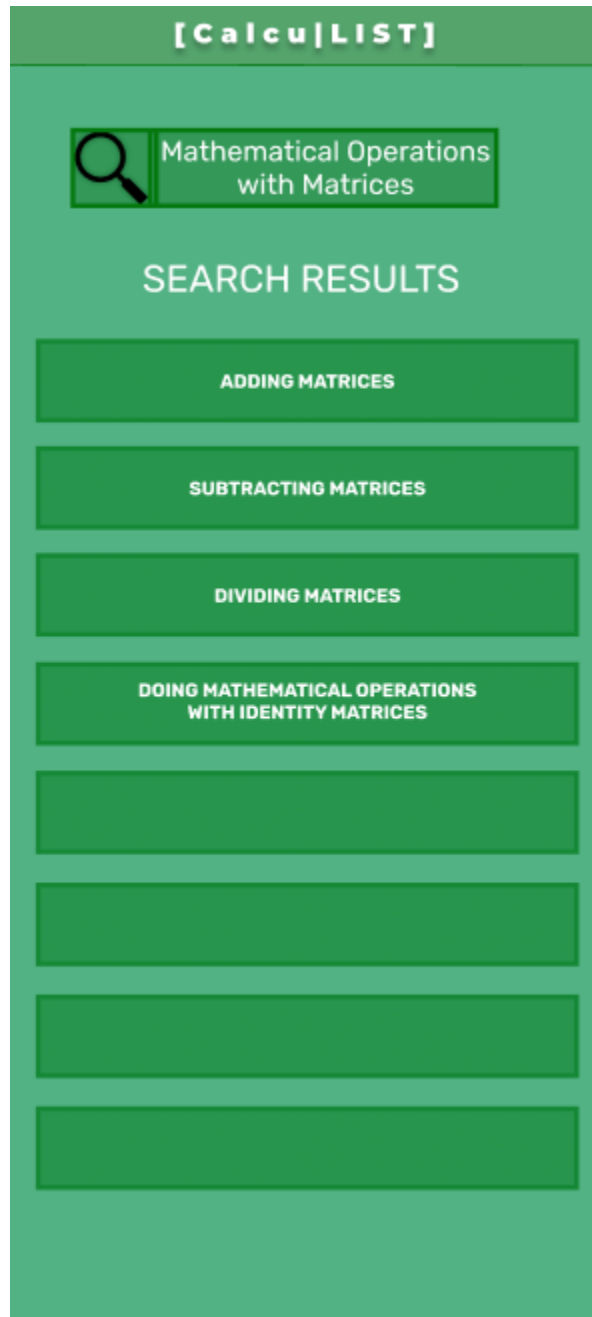 [Calcu|LIST]
Mathematical Operations
with Matrices
SEARCH RESULTS
ADDING MATRICES
SUBTRACTING MATRICES
DIVIDING MATRICES
DOING MATHEMATICAL OPERATIONS
WITH IDENTITY MATRICES